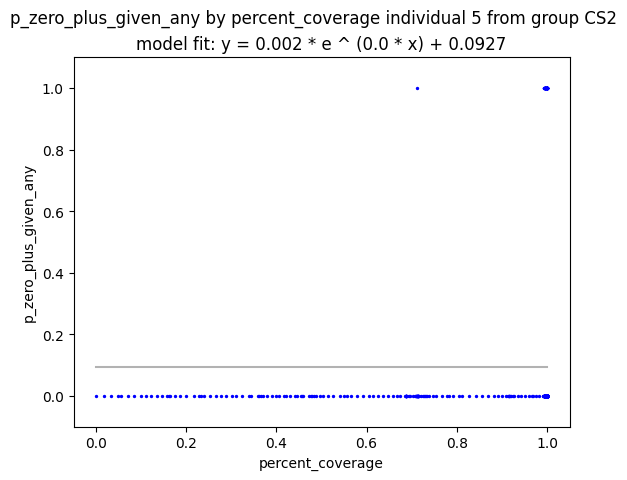 p_zero_plus_given_any by percent_coverage individual 5 from group CS2
model fit: y = 0.002 * e ^ (0.0 * x) + 0.0927
1.0
0.8
0.6
0.4
0.2
0.0
p_zero_plus_given_any
0.0 0.2 0.4 0.6 0.8 1.0
percent_coverage